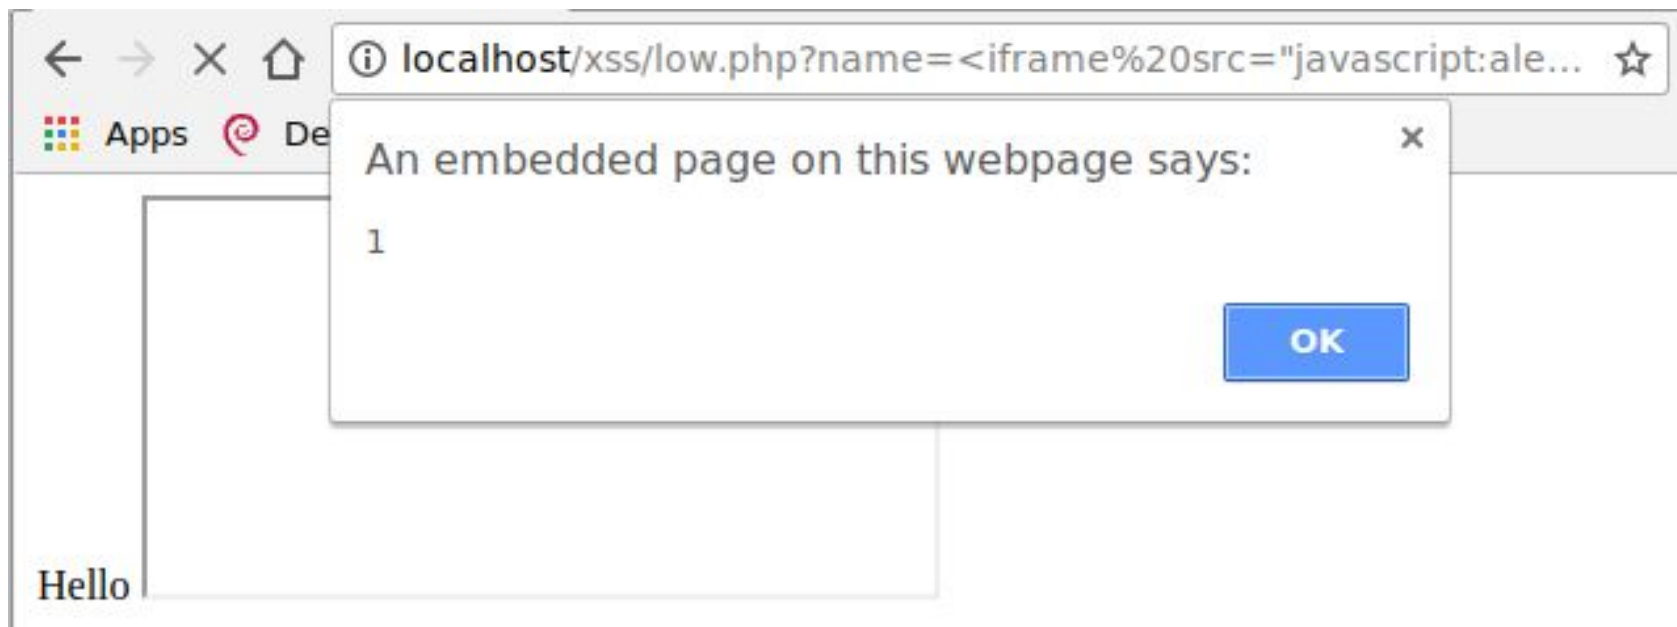 localhost/xss/low.php?name=<iframe%20src="javascript:ale...
Apps De
An embedded page on this webpage says:
1
OK
Hello